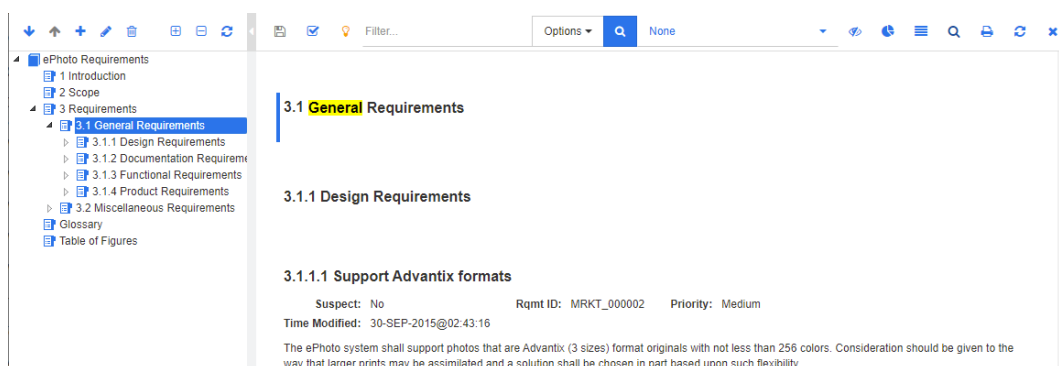 Filter...
Options
None
ePhoto Requirements
1 Introduction
2 Scope
3 Requirements
3.1 General Requirements
3.1.1 Design Requirements
3.1.2 Documentation Requireme
3.1.3 Functional Requirements
3.1.4 Product Requirements
3.2 Miscellaneous Requirements
Glossary
Table of Figures
3.1 General Requirements
3.1.1 Design Requirements
3.1.1.1 Support Advantix formats
Suspect: No Rqmt ID: MRKT_000002 Priority: Medium
Time Modified: 30-SEP-2015@02:43:16
The ePhoto system shall support photos that are Advantix (3 sizes) format originals with not less than 256 colors. Consideration should be given to the
way that larger prints may be assimilated and a solution shall be chosen in part based upon such flexibility.